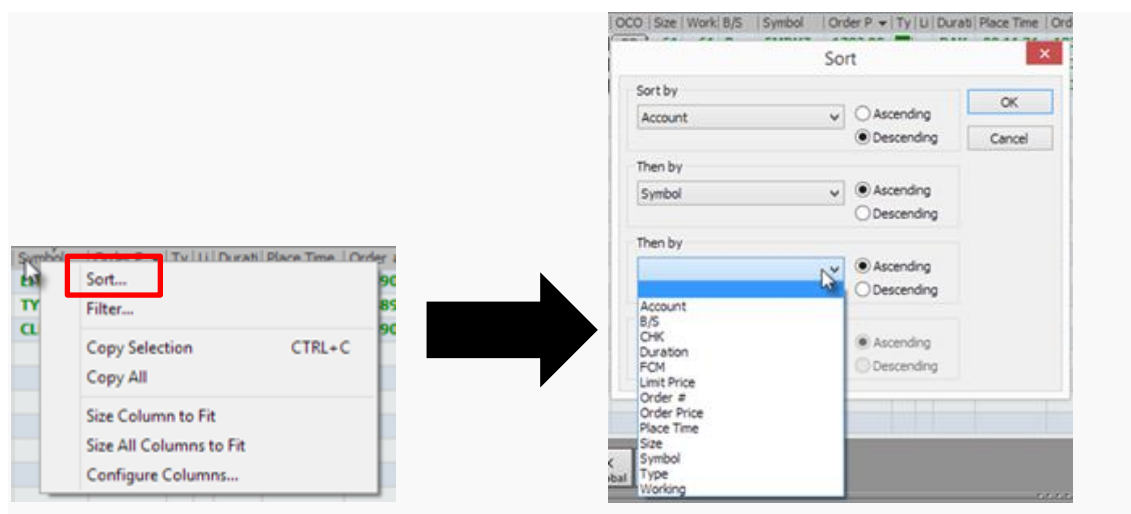 Symbol Order P Ty Li Durati Place Time Order #
Sort...
Filter...
TY
CL
Copy Selection CTRL+C
Copy All
Size Column to Fit
Size All Columns to Fit
Configure Columns...
OCO Size Work B/S Symbol Order P Ty Li Durati Place Time Ord
Sort
Sort by
Account
Ascending
Descending
OK
Cancel
Then by
Symbol
Ascending
Descending
Then by
Ascending
Descending
Account
B/S
CHK
Duration
FCM
Limit Price
Order #
Order Price
Place Time
Size
Symbol
Type
Working
Ascending
Descending